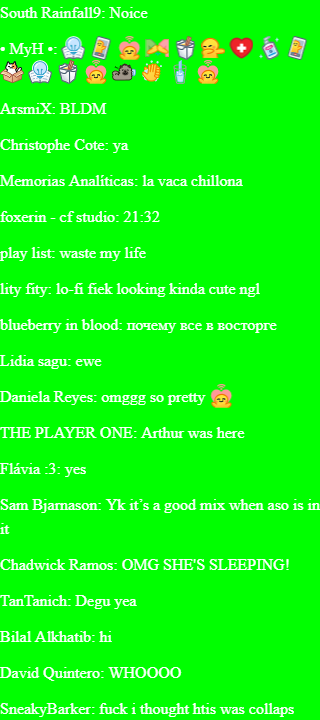 South Rainfall9: Noice
• MyH •:
ArsmiX: BLDM
Christophe Cote: ya
Memorias Analíticas: la vaca chillona
foxerin - cf studio: 21:32
play list: waste my life
lity fity: lo-fi fiek looking kinda cute ngl
blueberry in blood: почему все в восторге
Lidia sagu: ewe
Daniela Reyes: omggg so pretty
THE PLAYER ONE: Arthur was here
Flávia :3: yes
Sam Bjarnason: Yk it's a good mix when aso is in
it
Chadwick Ramos: OMG SHE'S SLEEPING!
TanTanich: Degu yea
Bilal Alkhatib: hi
David Quintero: WHOOOO
SneakyBarker: fuck i thought htis was collaps